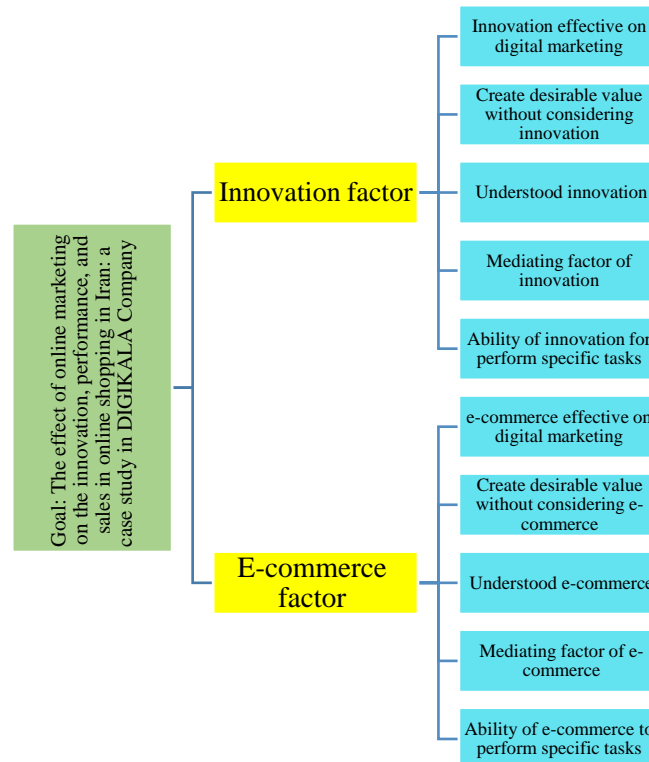 Goal: The effect of online marketing
on the innovation, performance, and
sales in online shopping in Iran: a
case study in DIGIKALA Company
Innovation factor
Innovation effective on
digital marketing
Create desirable value
without considering
innovation
Understood innovation
Mediating factor of
innovation
Ability of innovation for
perform specific tasks
E-commerce
factor
e-commerce effective on
digital marketing
Create desirable value
without considering e-
commerce
Understood e-commerce
Mediating factor of e-
commerce
Ability of e-commerce to
perform specific tasks